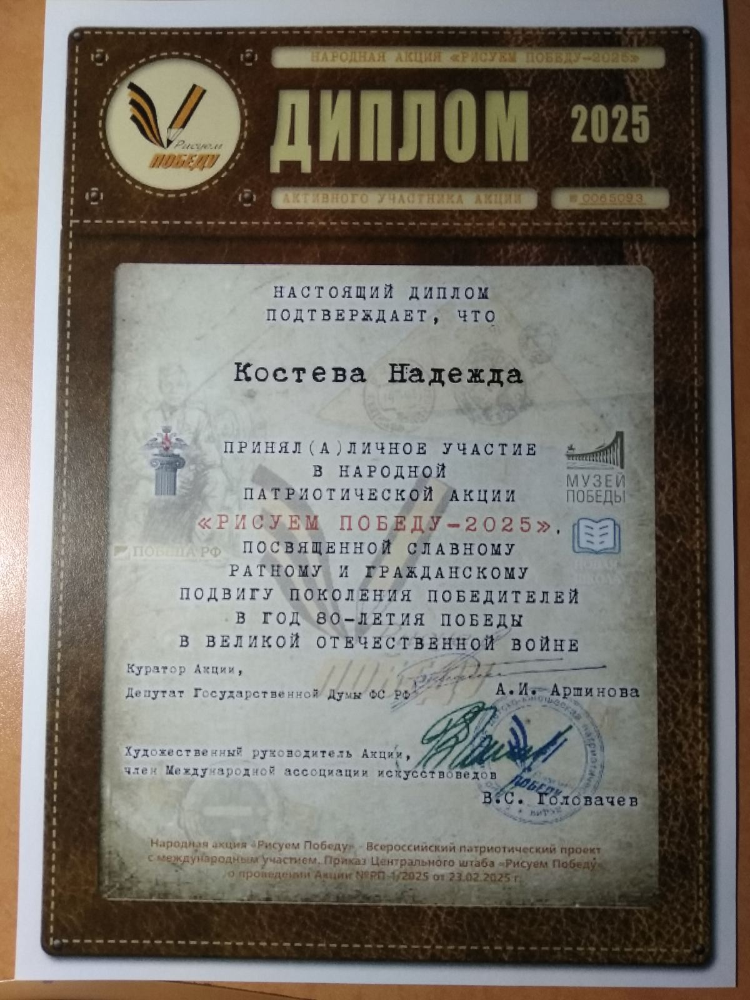 НАРОДНАЯ АКЦИЯ «РИСУЕМ ПОБЕДУ-2025»
ДИПЛОМ 2025
Рисуем
ПОБЕДУ
АКТИВНОГО УЧАСТНИКА АКЦИИ № 0065093
НАСТОЯЩИЙ ДИПЛОМ
ПОДТВЕРЖДАЕТ, ЧТО
Костева Надежда
ПРИНЯЛ(А)ЛИЧНОЕ УЧАСТИЕ
В НАРОДНОЙ
ПАТРИОТИЧЕСКОЙ АКЦИИ
«РИСУЕМ ПОБЕДУ-2025»,
ПОСВЯЩЕННОЙ СЛАВНОМУ
РАТНОМУ И ГРАЖДАНСКОМУ
ПОДВИГУ ПОКОЛЕНИЯ ПОБЕДИТЕЛЕЙ
В ГОД 80-ЛЕТИЯ ПОБЕДЫ
В ВЕЛИКОЙ ОТЕЧЕСТВЕННОЙ ВОЙНЕ
МУЗЕЙ
ПОБЕДЫ
ПОБЕДА РФ
НОВАЯ
ШКОЛА
Куратор Акции,
Депутат Государственной Думы ФС РФ
А.И. Аршинова
Художественный руководитель Акции,
член Международной ассоциации искусствоведов
ПОБЕДУ
В.С. Головачев
Народная акция «Рисуем Победу» - Всероссийский патриотический проект
с международным участием. Приказ Центрального штаба «Рисуем Победу»
о проведении Акции №РП-1/2025 от 23.02.2025 г.